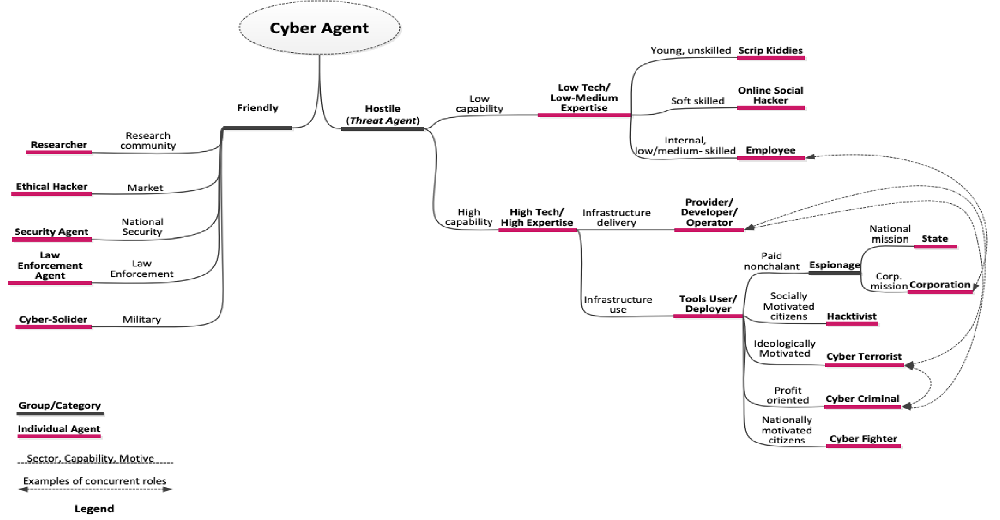 Cyber Agent
Friendly
Hostile
(Threat Agent)
Research
community
Researcher
Market
Ethical Hacker
National
Security
Security Agent
Law
Enforcement
Law
Enforcement
Agent
Military
Cyber-Solider
Low
capability
Low Tech/
Low-Medium
Expertise
Young, unskilled
Scrip Kiddies
Soft skilled
Online Social
Hacker
Internal,
low/medium- skilled
Employee
High
capability
High Tech/
High Expertise
Infrastructure
delivery
Provider/
Developer/
Operator
Infrastructure
use
Tools User/
Deployer
Paid
nonchalant
Espionage
National
mission
State
Corp.
mission
Corporation
Socially
Motivated
citizens
Hacktivist
Ideologically
Motivated
Cyber Terrorist
Profit
oriented
Cyber Criminal
Nationally
motivated
citizens
Cyber Fighter
Group/Category
Individual Agent
Sector, Capability, Motive
Examples of concurrent roles
Legend